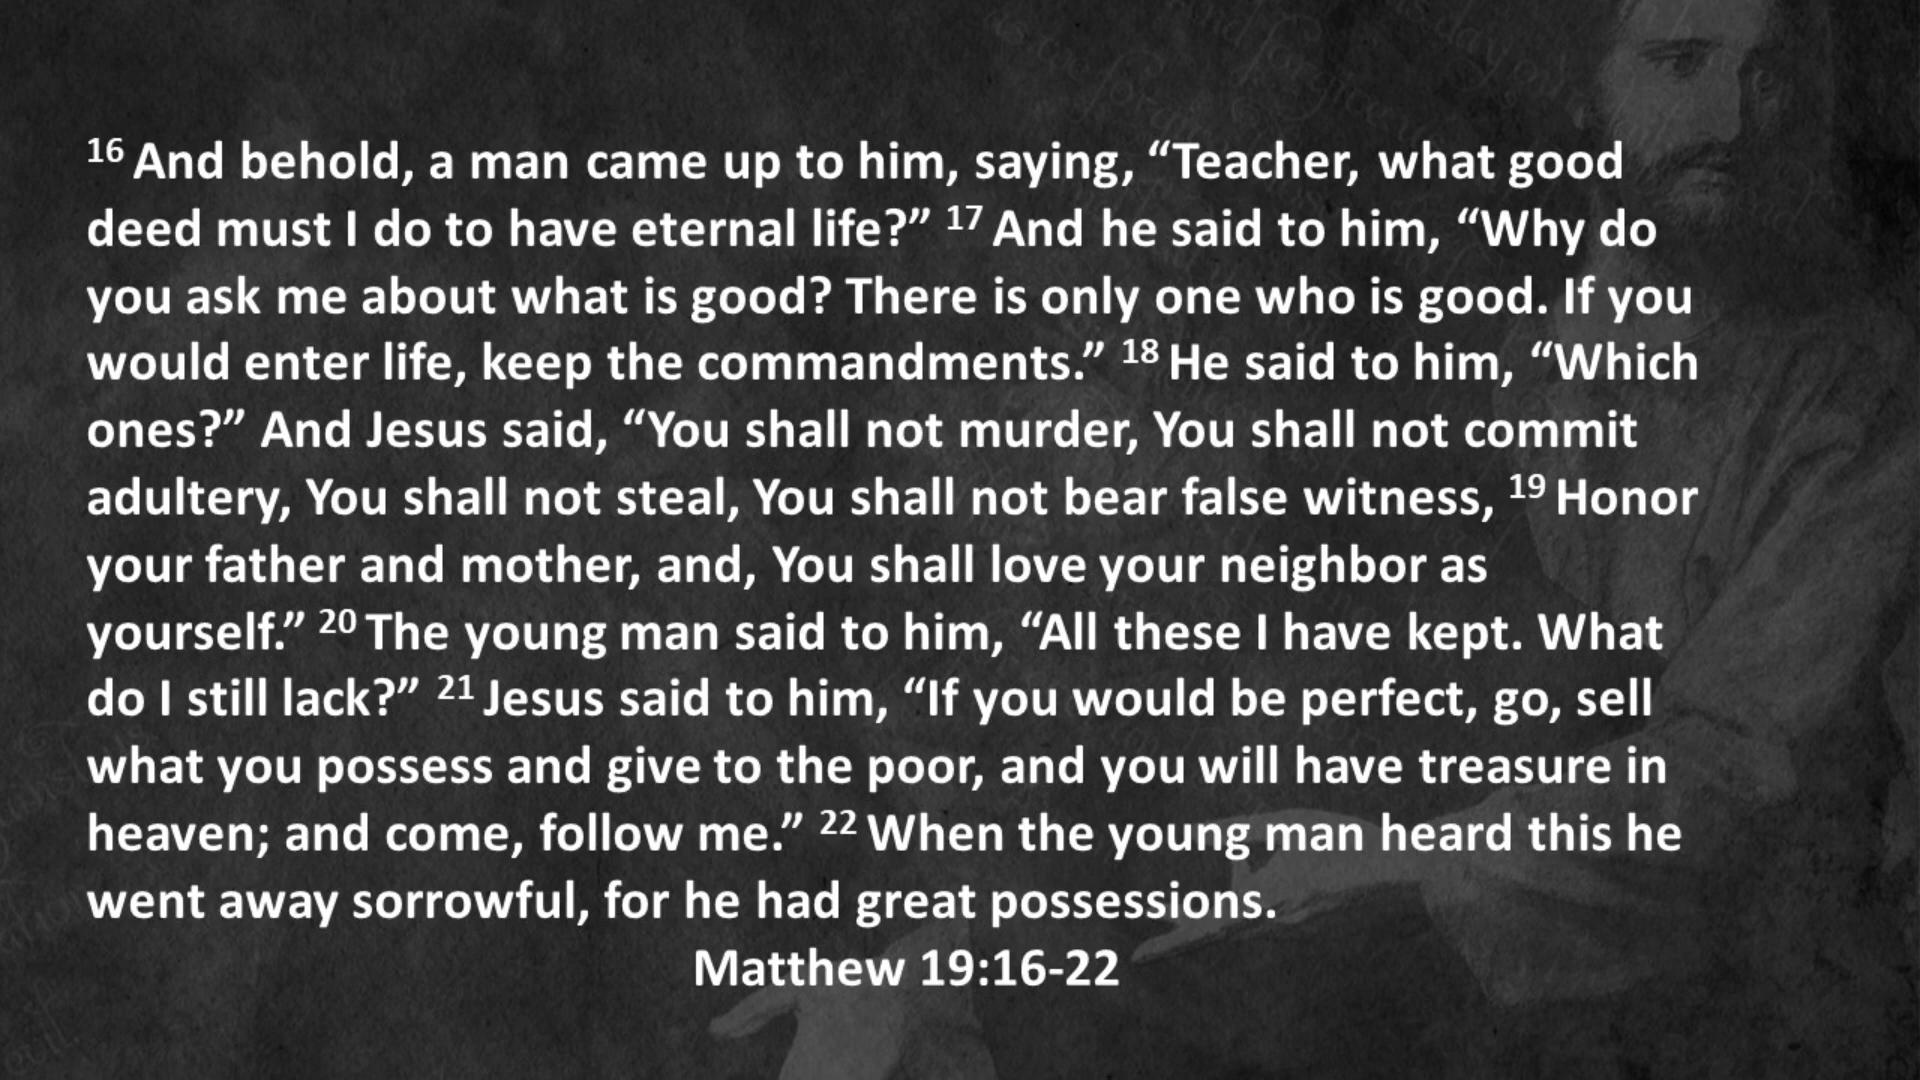 16 And behold, a man came up to him, saying, “Teacher, what good
deed must I do to have eternal life?” 17 And he said to him, “Why do
you ask me about what is good? There is only one who is good. If you
would enter life, keep the commandments.” 18 He said to him, “Which
ones?” And Jesus said, “You shall not murder, You shall not commit
adultery, You shall not steal, You shall not bear false witness, 19 Honor
your father and mother, and, You shall love your neighbor as
yourself.” 20 The young man said to him, “All these I have kept. What
do I still lack?” 21 Jesus said to him, “If you would be perfect, go, sell
what you possess and give to the poor, and you will have treasure in
heaven; and come, follow me.” 22 When the young man heard this he
went away sorrowful, for he had great possessions.
Matthew 19:16-22